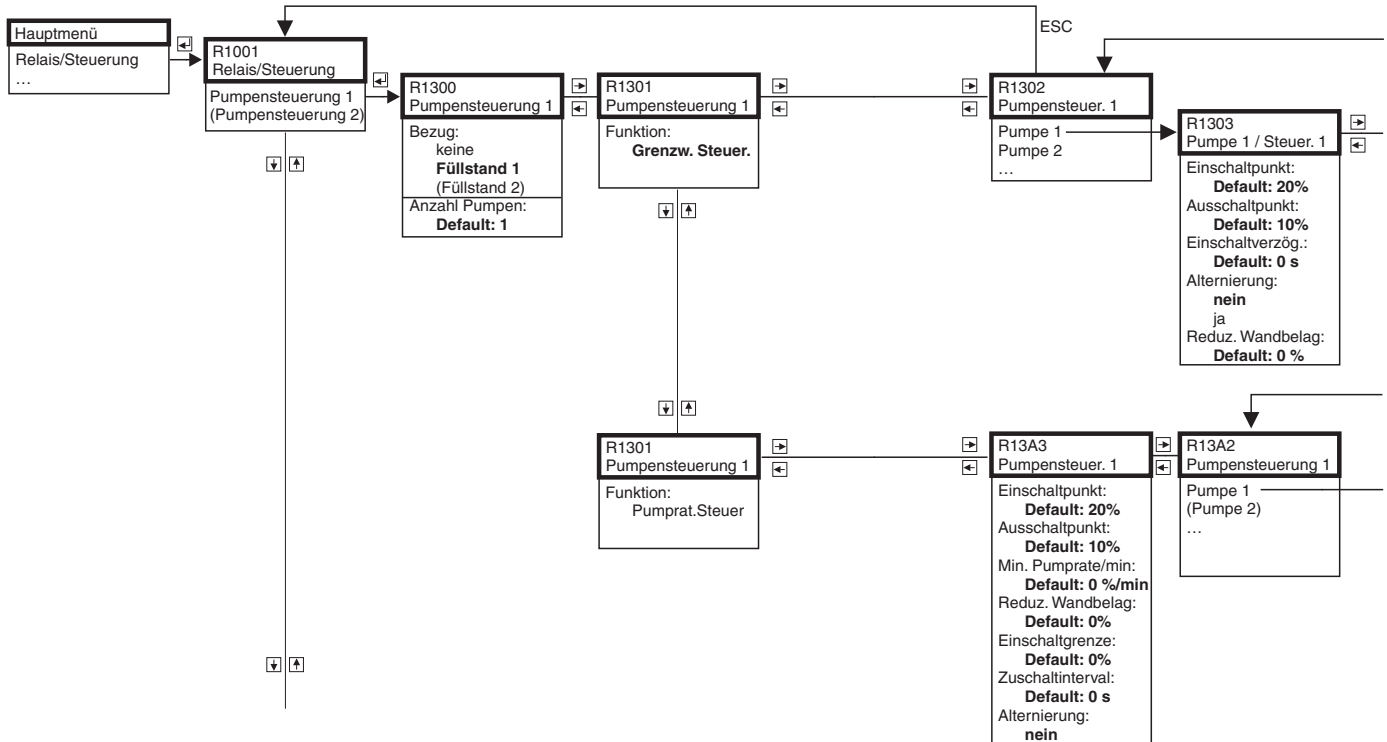 Hauptmenü
Relais/Steuerung
…
R1001
Relais/Steuerung
Pumpensteuerung 1
(Pumpensteuerung 2)
R1300
Pumpensteuerung 1
Bezug:
keine
Füllstand 1
(Füllstand 2)
Anzahl Pumpen:
Default: 1
R1301
Pumpensteuerung 1
Funktion:
Grenzw. Steuer.
ESC
R1302
Pumpensteuer. 1
Pumpe 1
Pumpe 2
…
R1303
Pumpe 1 / Steuer. 1
Einschaltpunkt:
Default: 20%
Ausschaltpunkt:
Default: 10%
Einschaltverzög.:
Default: 0 s
Alternierung:
nein
ja
Reduz. Wandbelag:
Default: 0 %
R1301
Pumpensteuerung 1
Funktion:
Pumprat.Steuer
R13A3
Pumpensteuer. 1
Einschaltpunkt:
Default: 20%
Ausschaltpunkt:
Default: 10%
Min. Pumprate/min:
Default: 0 %/min
Reduz. Wandbelag:
Default: 0%
Einschaltgrenze:
Default: 0%
Zuschaltinterval:
Default: 0 s
Alternierung:
nein
R13A2
Pumpensteuerung 1
Pumpe 1
(Pumpe 2)
…